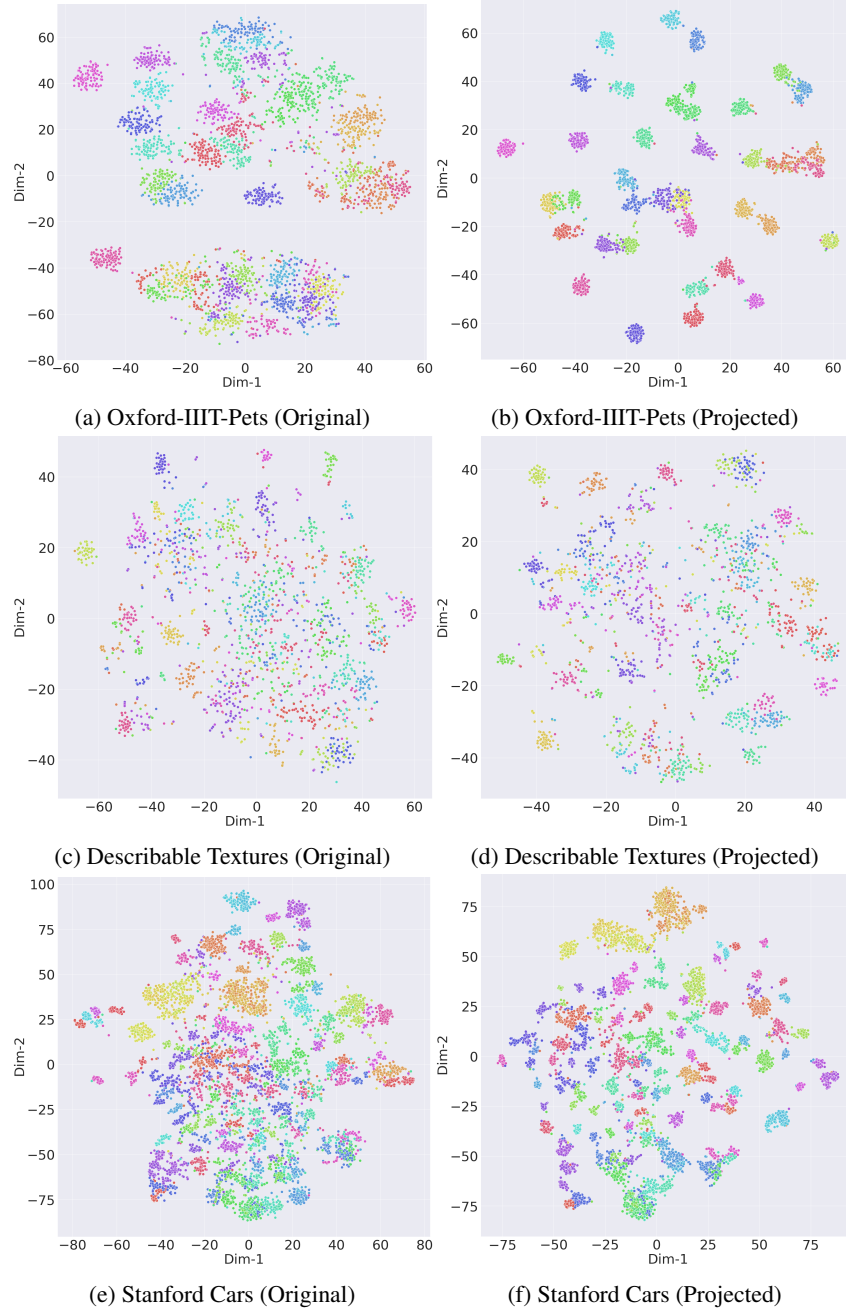 60
40
20
0
−20
−40
−60
−80
Dim-2
−60 −40 −20 0 20 40 60
Dim-1
(a) Oxford-IIIT-Pets (Original)
60
40
20
0
−20
−40
−60
Dim-2
−60 −40 −20 0 20 40 60
Dim-1
(b) Oxford-IIIT-Pets (Projected)
40
20
0
−20
−40
Dim-2
−60 −40 −20 0 20 40 60
Dim-1
(c) Describable Textures (Original)
40
20
0
−20
−40
Dim-2
−40 −20 0 20 40
Dim-1
(d) Describable Textures (Projected)
100
75
50
25
0
−25
−50
−75
Dim-2
−80 −60 −40 −20 0 20 40 60 80
Dim-1
(e) Stanford Cars (Original)
75
50
25
0
−25
−50
−75
Dim-2
−75 −50 −25 0 25 50 75
Dim-1
(f) Stanford Cars (Projected)